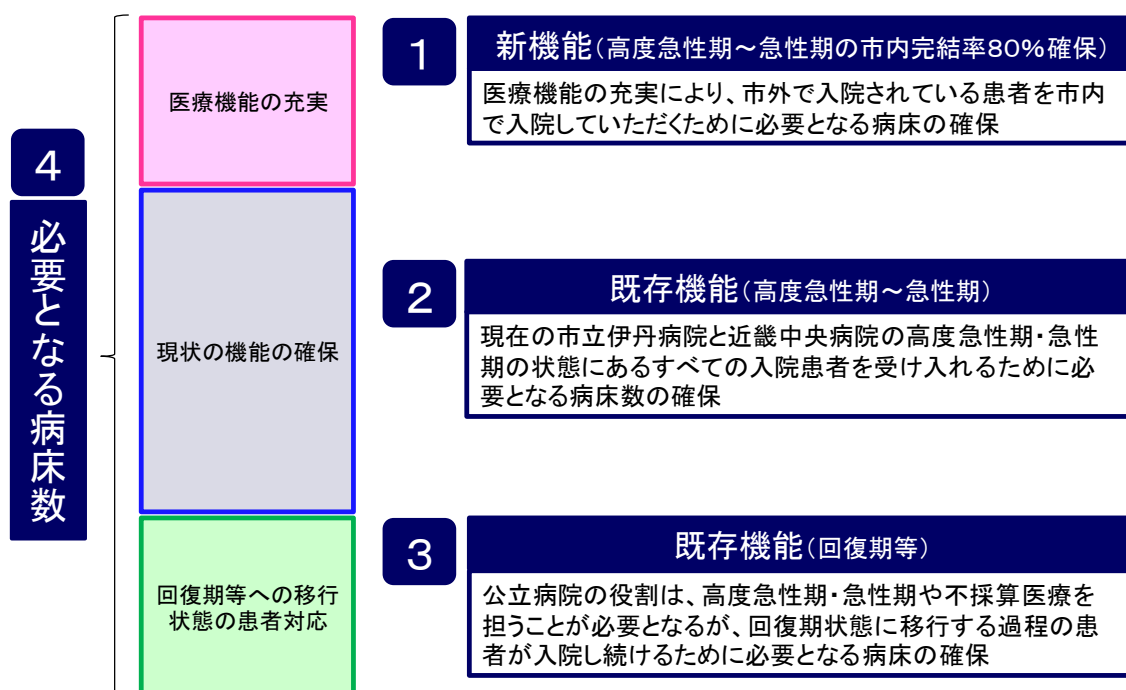 4
必要となる病床数
医療機能の充実
現状の機能の確保
回復期等への移行
状態の患者対応
1
新機能（高度急性期～急性期の市内完結率80％確保）
医療機能の充実により、市外で入院されている患者を市内
で入院していただくために必要となる病床の確保
2
既存機能（高度急性期～急性期）
現在の市立伊丹病院と近畿中央病院の高度急性期・急性
期の状態にあるすべての入院患者を受け入れるために必
要となる病床数の確保
3
既存機能（回復期等）
公立病院の役割は、高度急性期・急性期や不採算医療を
担うことが必要となるが、回復期状態に移行する過程の患
者が入院し続けるために必要となる病床の確保